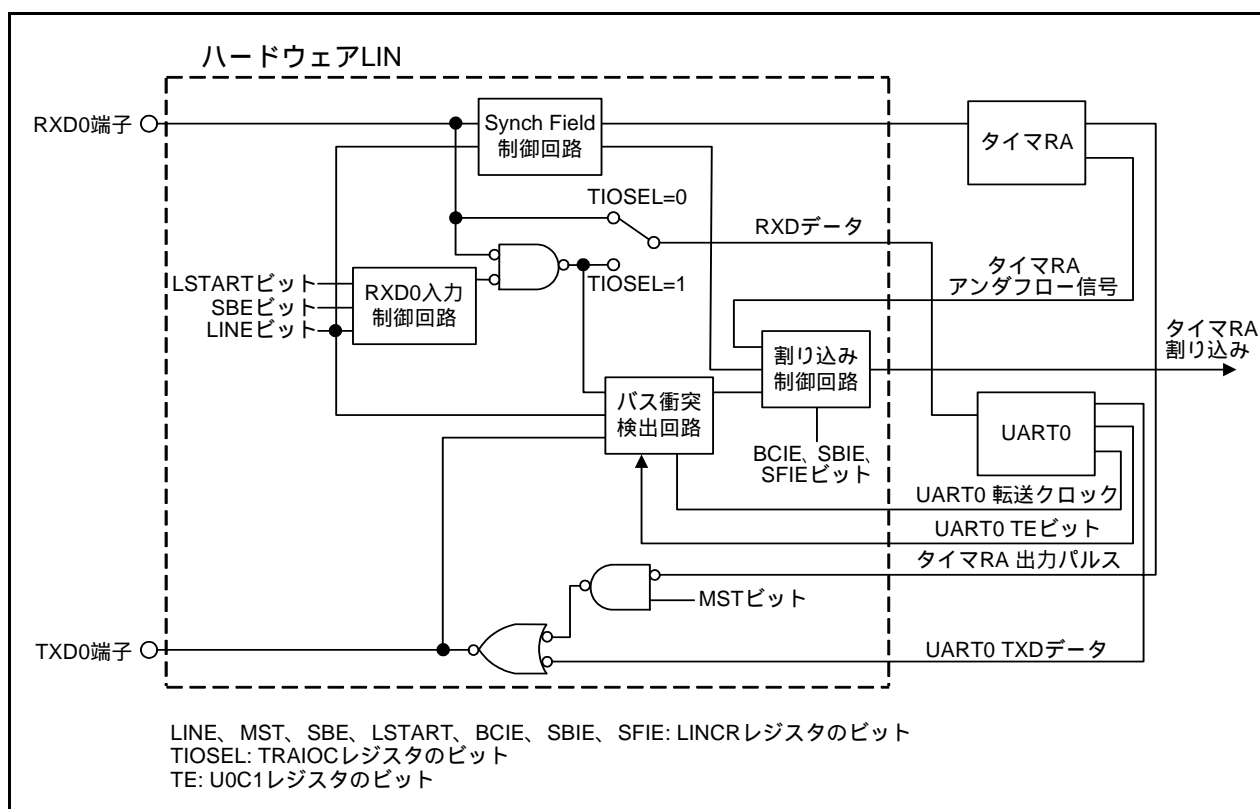 ハードウェアLIN
RXD0端子
Synch Field
制御回路
タイマRA
TIOSEL=0
RXDデータ
TIOSEL=1
LSTARTビット
SBEビット
LINEビット
RXD0入力
制御回路
タイマRA
アンダフロー信号
タイマRA
割り込み
割り込み
制御回路
バス衝突
検出回路
UART0
BCIE、SBIE、
SFIEビット
UART0 転送クロック
UART0 TEビット
タイマRA 出力パルス
MSTビット
TXD0端子
UART0 TXDデータ
LINE、MST、SBE、LSTART、BCIE、SBIE、SFIE: LINCRレジスタのビット
TIOSEL: TRAIOCレジスタのビット
TE: U0C1レジスタのビット